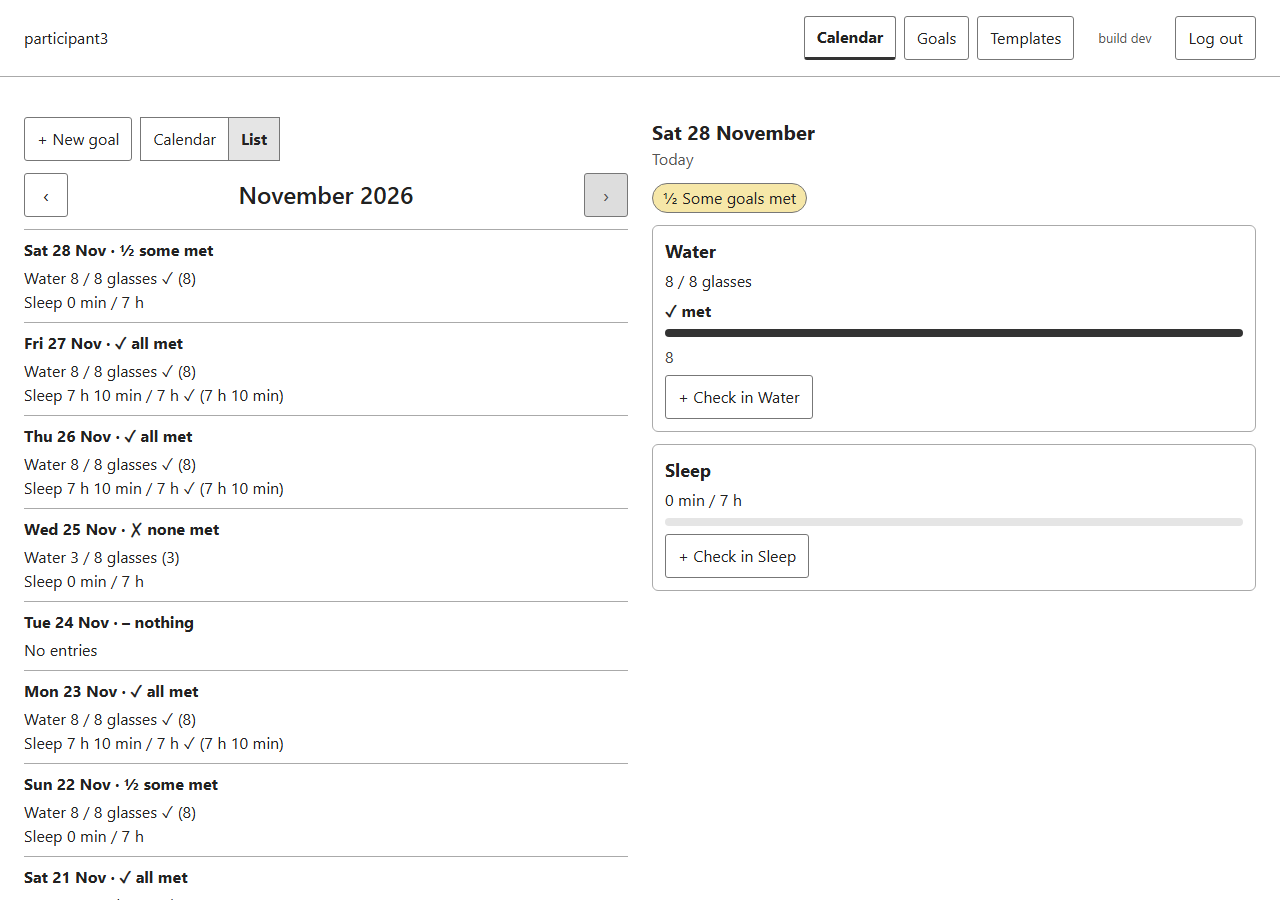 participant3
Calendar Goals Templates build dev Log out
+ New goal Calendar List
‹ November 2026 ›
Sat 28 Nov · ½ some met
Water 8 / 8 glasses ✓ (8)
Sleep 0 min / 7 h
Fri 27 Nov · ✓ all met
Water 8 / 8 glasses ✓ (8)
Sleep 7 h 10 min / 7 h ✓ (7 h 10 min)
Thu 26 Nov · ✓ all met
Water 8 / 8 glasses ✓ (8)
Sleep 7 h 10 min / 7 h ✓ (7 h 10 min)
Wed 25 Nov · ✗ none met
Water 3 / 8 glasses (3)
Sleep 0 min / 7 h
Tue 24 Nov · – nothing
No entries
Mon 23 Nov · ✓ all met
Water 8 / 8 glasses ✓ (8)
Sleep 7 h 10 min / 7 h ✓ (7 h 10 min)
Sun 22 Nov · ½ some met
Water 8 / 8 glasses ✓ (8)
Sleep 0 min / 7 h
Sat 21 Nov · ✓ all met
Sat 28 November
Today
½ Some goals met
Water
8 / 8 glasses
✓ met
8
+ Check in Water
Sleep
0 min / 7 h
+ Check in Sleep